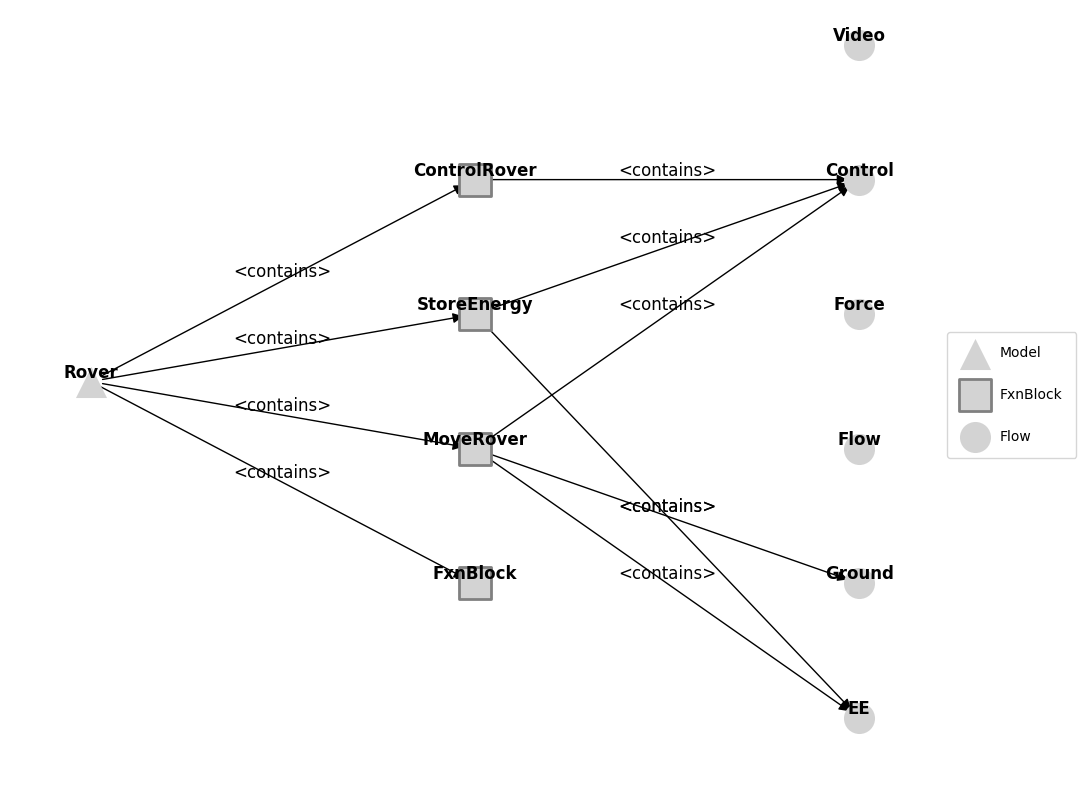 Video
ControlRover
<contains>
Control
<contains>
<contains>
StoreEnergy
<contains>
Force
<contains>
Rover
Model
FxnBlock
Flow
<contains>
MoveRover
Flow
<contains>
<contains>
<contains>
FxnBlock
<contains>
Ground
EE